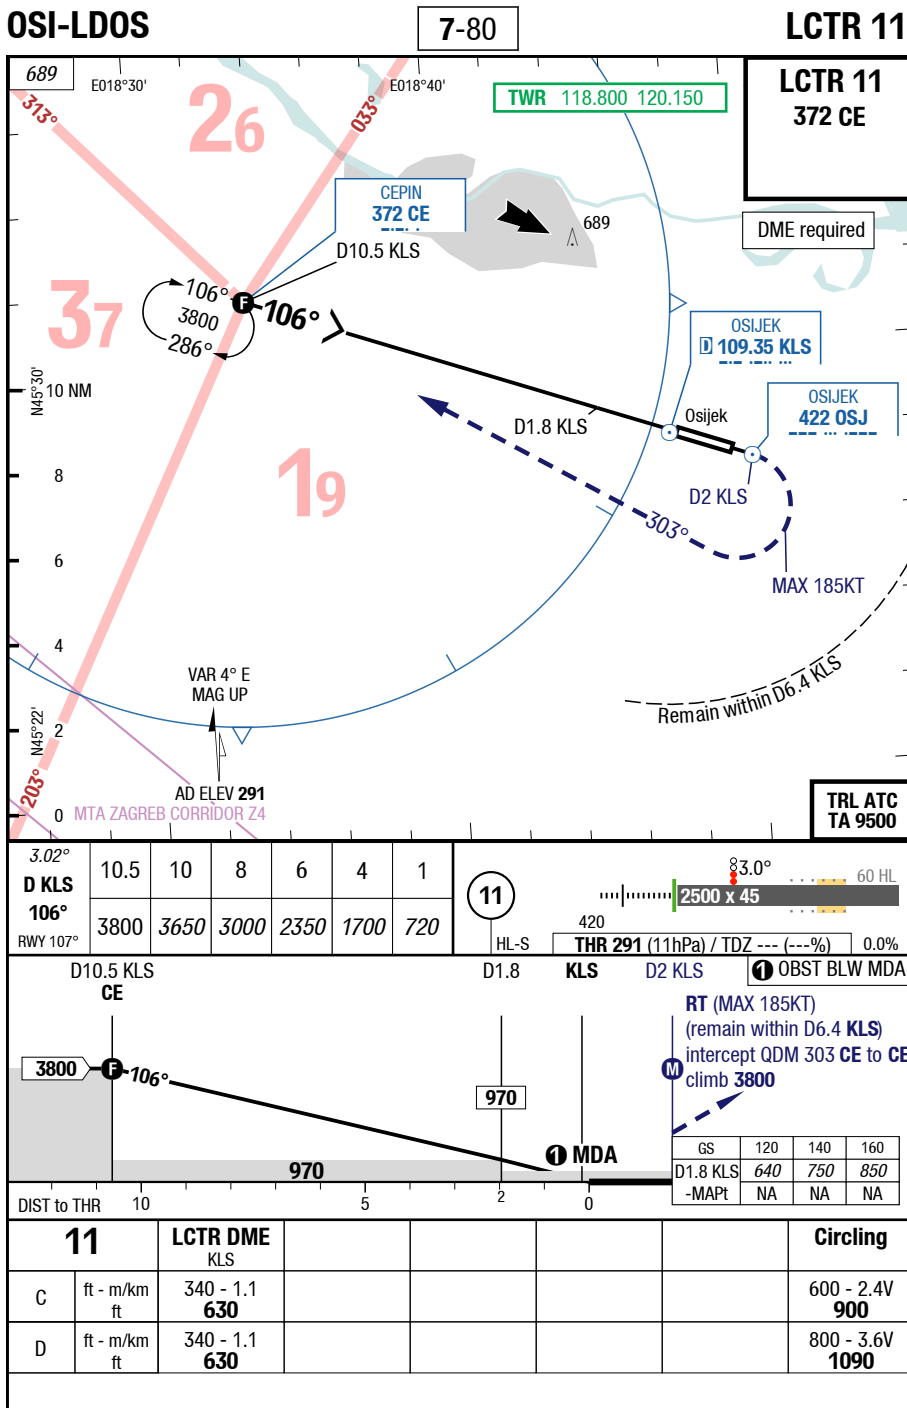 OSI-LDOS
7-80
LCTR 11
689
E018°30'
E018°40'
TWR 118.800 120.150
LCTR 11
372 CE
DME required
313°
033°
26
CEPIN
372 CE
D10.5 KLS
689
37
106°
3800
286°
F
106°
OSIJEK
D 109.35 KLS
OSIJEK
422 OSJ
Osijek
D1.8 KLS
D2 KLS
N45°30'
10 NM
19
8
303°
6
MAX 185KT
4
Remain within D6.4 KLS
VAR 4° E
MAG UP
N45°22'
2
203°
AD ELEV 291
MTA ZAGREB CORRIDOR Z4
0
TRL ATC
TA 9500
3.02°
D KLS
106°
RWY 107°
10.5 10 8 6 4 1
3800 3650 3000 2350 1700 720
11
HL-S
420
3.0°
60 HL
2500 x 45
THR 291 (11hPa) / TDZ --- (---%) 0.0%
D10.5 KLS
CE
D1.8
KLS
D2 KLS
1 OBST BLW MDA
RT (MAX 185KT)
(remain within D6.4 KLS)
intercept QDM 303 CE to CE
climb 3800
M
3800
F
106°
970
970
1 MDA
GS 120 140 160
D1.8 KLS 640 750 850
-MAPt NA NA NA
DIST to THR 10 5 2 0
11
LCTR DME
KLS
Circling
C
ft - m/km
ft
340 - 1.1
630
600 - 2.4V
900
D
ft - m/km
ft
340 - 1.1
630
800 - 3.6V
1090